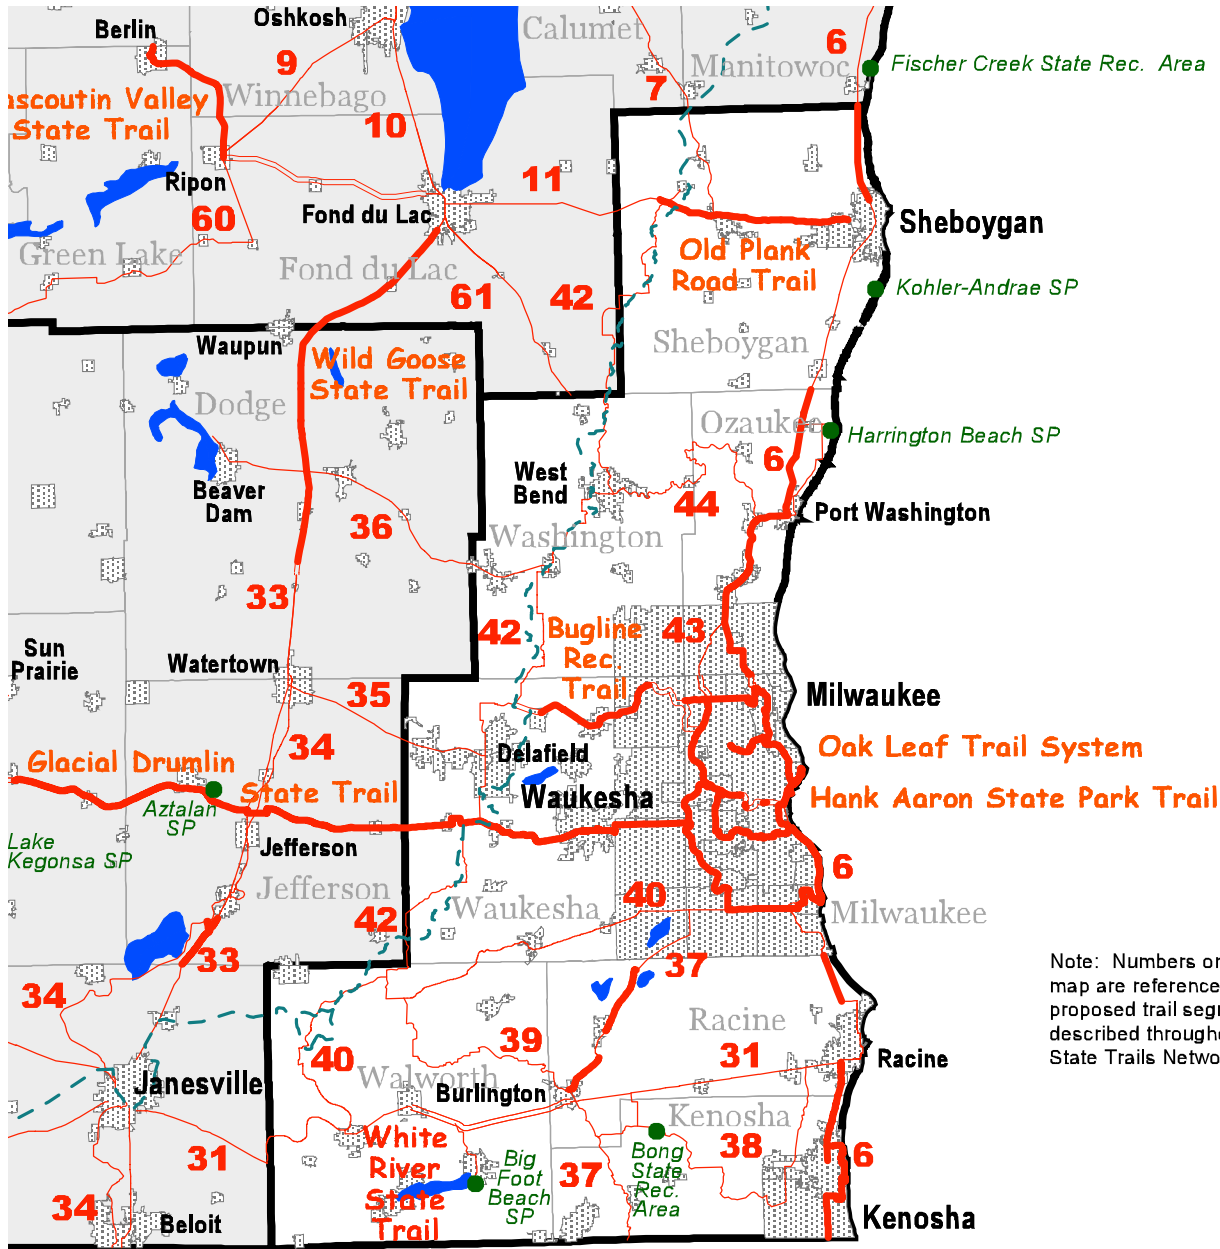 Berlin
Oshkosh
9
Calumet
6
Manitowoc
Fischer Creek State Rec. Area
7
ascoutin Valley
State Trail
Winnebago
10
Ripon
11
60
Fond du Lac
Sheboygan
Green Lake
Fond du Lac
Old Plank
Road Trail
61
42
Kohler-Andrae SP
Waupun
Wild Goose
State Trail
Sheboygan
Dodge
Ozaukee
Harrington Beach SP
6
West
Bend
Beaver
Dam
44
Port Washington
36
Washington
33
42
Bugline
Rec.
Trail
43
Sun
Prairie
Watertown
35
Milwaukee
34
Delafield
Oak Leaf Trail System
Glacial Drumlin
State Trail
Waukesha
Hank Aaron State Park Trail
Aztalan
SP
Lake
Kegonsa SP
Jefferson
Jefferson
6
40
42
Waukesha
Milwaukee
33
37
34
Note: Numbers or
map are reference
proposed trail segr
described through
State Trails Netwo
39
Racine
40
31
Racine
Walworth
Janesville
Burlington
Kenosha
White
River
State
Trail
38
6
31
Big
Foot
Beach
SP
37
Bong
State
Rec.
Area
34
Beloit
Kenosha